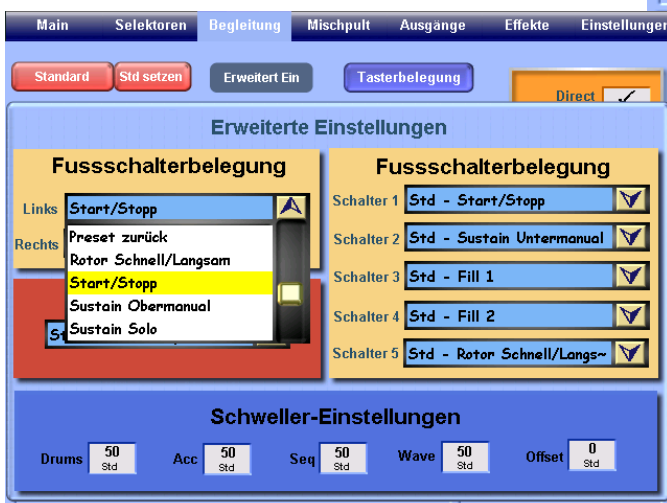 Main Selektoren Begleitung Mischpult Ausgänge Effekte Einstellungen
Standard Std setzen Erweitert Ein Tasterbelegung
Direct
Erweiterte Einstellungen
Fussschalterbelegung
Links Start/Stopp
Rechts
Preset zurück
Rotor Schnell/Langsam
Start/Stopp
Sustain Obermanual
Sustain Solo
St
Fussschalterbelegung
Schalter 1 Std - Start/Stopp
Schalter 2 Std - Sustain Untermanual
Schalter 3 Std - Fill 1
Schalter 4 Std - Fill 2
Schalter 5 Std - Rotor Schnell/Langs~
Schweller-Einstellungen
Drums 50 Std Acc 50 Std Seq 50 Std Wave 50 Std Offset 0 Std